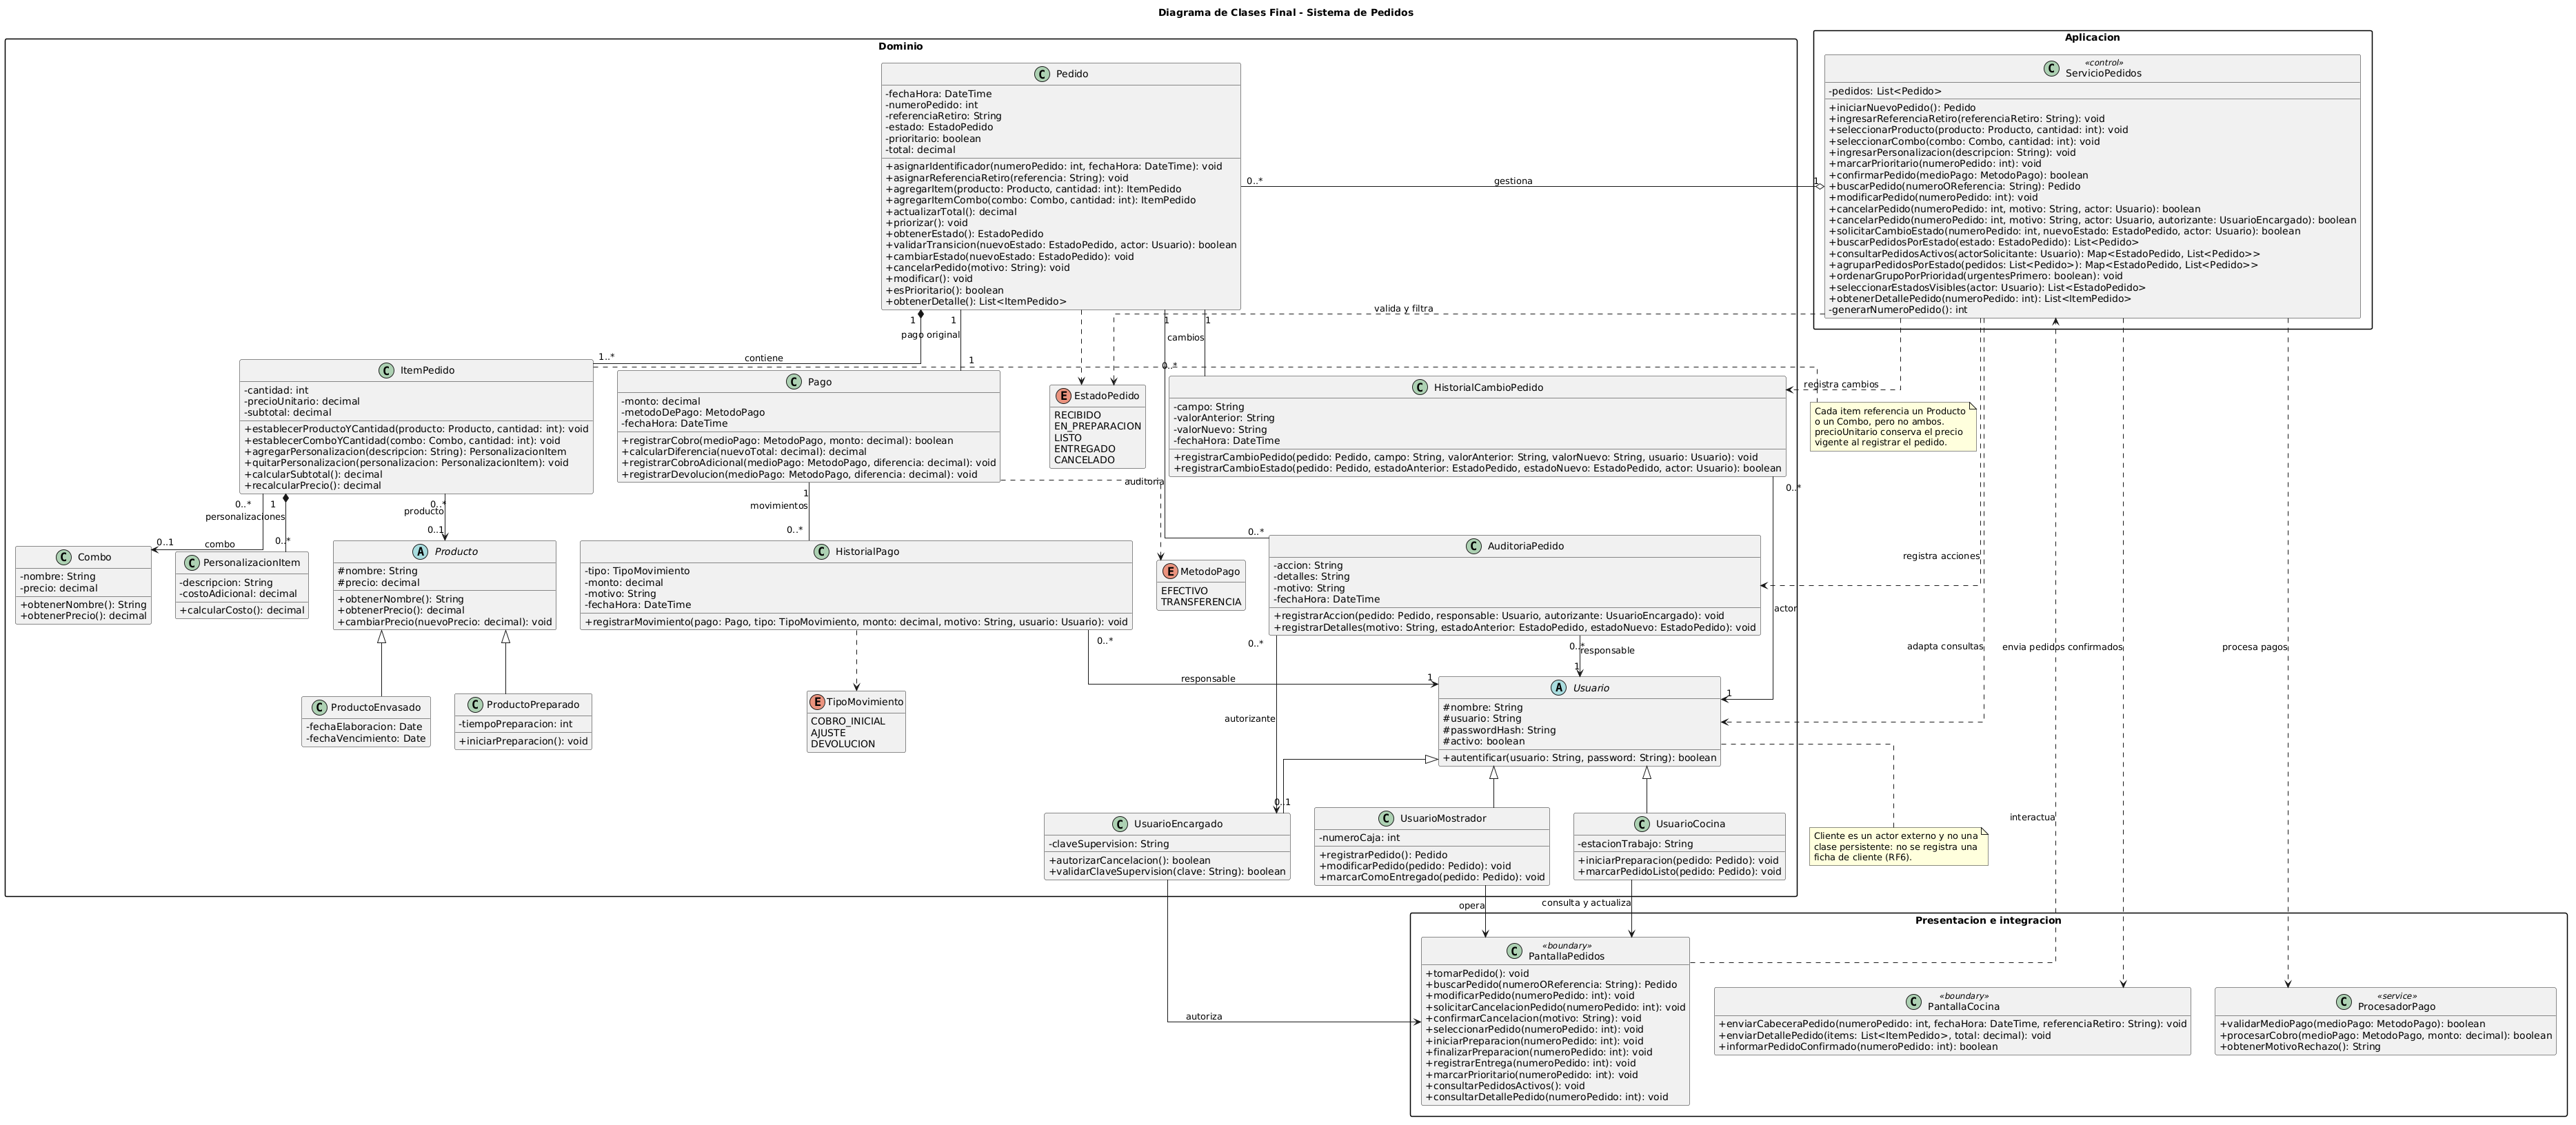 Diagrama de Clases Final - Sistema de Pedidos
Dominio
Pedido
-fechaHora: DateTime
-numeroPedido: int
-referenciaRetiro: String
-estado: EstadoPedido
-prioritario: boolean
-total: decimal
+asignarIdentificador(numeroPedido: int, fechaHora: DateTime): void
+asignarReferenciaRetiro(referencia: String): void
+agregarItem(producto: Producto, cantidad: int): ItemPedido
+agregarItemCombo(combo: Combo, cantidad: int): ItemPedido
+actualizarTotal(): decimal
+priorizar(): void
+obtenerEstado(): EstadoPedido
+validarTransicion(nuevoEstado: EstadoPedido, actor: Usuario): boolean
+cambiarEstado(nuevoEstado: EstadoPedido): void
+cancelarPedido(motivo: String): void
+modificar(): void
+esPrioritario(): boolean
+obtenerDetalle(): List<ItemPedido>
0..*
gestiona
1
Aplicacion
«control»
ServicioPedidos
-pedidos: List<Pedido>
+iniciarNuevoPedido(): Pedido
+ingresarReferenciaRetiro(referenciaRetiro: String): void
+seleccionarProducto(producto: Producto, cantidad: int): void
+seleccionarCombo(combo: Combo, cantidad: int): void
+ingresarPersonalizacion(descripcion: String): void
+marcarPrioritario(numeroPedido: int): void
+confirmarPedido(medioPago: MetodoPago): boolean
+buscarPedido(numeroOReferencia: String): Pedido
+modificarPedido(numeroPedido: int): void
+cancelarPedido(numeroPedido: int, motivo: String, actor: Usuario): boolean
+cancelarPedido(numeroPedido: int, motivo: String, actor: Usuario, autorizante: UsuarioEncargado): boolean
+solicitarCambioEstado(numeroPedido: int, nuevoEstado: EstadoPedido, actor: Usuario): boolean
+buscarPedidosPorEstado(estado: EstadoPedido): List<Pedido>
+consultarPedidosActivos(actorSolicitante: Usuario): Map<EstadoPedido, List<Pedido>>
+agruparPedidosPorEstado(pedidos: List<Pedido>): Map<EstadoPedido, List<Pedido>>
+ordenarGrupoPorPrioridad(urgentesPrimero: boolean): void
+seleccionarEstadosVisibles(actor: Usuario): List<EstadoPedido>
+obtenerDetallePedido(numeroPedido: int): List<ItemPedido>
-generarNumeroPedido(): int
valida y filtra
1
1
1
1
pago original
cambios
1..*
contiene
1
0..*
ItemPedido
-cantidad: int
-precioUnitario: decimal
-subtotal: decimal
+establecerProductoYCantidad(producto: Producto, cantidad: int): void
+establecerComboYCantidad(combo: Combo, cantidad: int): void
+agregarPersonalizacion(descripcion: String): PersonalizacionItem
+quitarPersonalizacion(personalizacion: PersonalizacionItem): void
+calcularSubtotal(): decimal
+recalcularPrecio(): decimal
Pago
-monto: decimal
-metodoDePago: MetodoPago
-fechaHora: DateTime
+registrarCobro(medioPago: MetodoPago, monto: decimal): boolean
+calcularDiferencia(nuevoTotal: decimal): decimal
+registrarCobroAdicional(medioPago: MetodoPago, diferencia: decimal): void
+registrarDevolucion(medioPago: MetodoPago, diferencia: decimal): void
EstadoPedido
RECIBIDO
EN_PREPARACION
LISTO
ENTREGADO
CANCELADO
HistorialCambioPedido
-campo: String
-valorAnterior: String
-valorNuevo: String
-fechaHora: DateTime
+registrarCambioPedido(pedido: Pedido, campo: String, valorAnterior: String, valorNuevo: String, usuario: Usuario): void
+registrarCambioEstado(pedido: Pedido, estadoAnterior: EstadoPedido, estadoNuevo: EstadoPedido, actor: Usuario): boolean
registra cambios
Cada item referencia un Producto
o un Combo, pero no ambos.
precioUnitario conserva el precio
vigente al registrar el pedido.
0..*
1
personalizaciones
0..*
producto
0..1
0..*
0..1
combo
1
movimientos
0..*
auditoria
0..*
0..*
Combo
-nombre: String
-precio: decimal
+obtenerNombre(): String
+obtenerPrecio(): decimal
PersonalizacionItem
-descripcion: String
-costoAdicional: decimal
+calcularCosto(): decimal
Producto
#nombre: String
#precio: decimal
+obtenerNombre(): String
+obtenerPrecio(): decimal
+cambiarPrecio(nuevoPrecio: decimal): void
HistorialPago
-tipo: TipoMovimiento
-monto: decimal
-motivo: String
-fechaHora: DateTime
+registrarMovimiento(pago: Pago, tipo: TipoMovimiento, monto: decimal, motivo: String, usuario: Usuario): void
MetodoPago
EFECTIVO
TRANSFERENCIA
AuditoriaPedido
-accion: String
-detalles: String
-motivo: String
-fechaHora: DateTime
+registrarAccion(pedido: Pedido, responsable: Usuario, autorizante: UsuarioEncargado): void
+registrarDetalles(motivo: String, estadoAnterior: EstadoPedido, estadoNuevo: EstadoPedido): void
registra acciones
actor
0..*
0..*
0..*
responsable
1
adapta consultas
envia pedidos confirmados
procesa pagos
responsable
1
1
autorizante
0..1
ProductoEnvasado
-fechaElaboracion: Date
-fechaVencimiento: Date
ProductoPreparado
-tiempoPreparacion: int
+iniciarPreparacion(): void
TipoMovimiento
COBRO_INICIAL
AJUSTE
DEVOLUCION
Usuario
#nombre: String
#usuario: String
#passwordHash: String
#activo: boolean
+autentificar(usuario: String, password: String): boolean
UsuarioEncargado
-claveSupervision: String
+autorizarCancelacion(): boolean
+validarClaveSupervision(clave: String): boolean
UsuarioMostrador
-numeroCaja: int
+registrarPedido(): Pedido
+modificarPedido(pedido: Pedido): void
+marcarComoEntregado(pedido: Pedido): void
UsuarioCocina
-estacionTrabajo: String
+iniciarPreparacion(pedido: Pedido): void
+marcarPedidoListo(pedido: Pedido): void
Cliente es un actor externo y no una
clase persistente: no se registra una
ficha de cliente (RF6).
interactua
opera
consulta y actualiza
autoriza
Presentacion e integracion
«boundary»
PantallaPedidos
+tomarPedido(): void
+buscarPedido(numeroOReferencia: String): Pedido
+modificarPedido(numeroPedido: int): void
+solicitarCancelacionPedido(numeroPedido: int): void
+confirmarCancelacion(motivo: String): void
+seleccionarPedido(numeroPedido: int): void
+iniciarPreparacion(numeroPedido: int): void
+finalizarPreparacion(numeroPedido: int): void
+registrarEntrega(numeroPedido: int): void
+marcarPrioritario(numeroPedido: int): void
+consultarPedidosActivos(): void
+consultarDetallePedido(numeroPedido: int): void
«boundary»
PantallaCocina
+enviarCabeceraPedido(numeroPedido: int, fechaHora: DateTime, referenciaRetiro: String): void
+enviarDetallePedido(items: List<ItemPedido>, total: decimal): void
+informarPedidoConfirmado(numeroPedido: int): boolean
«service»
ProcesadorPago
+validarMedioPago(medioPago: MetodoPago): boolean
+procesarCobro(medioPago: MetodoPago, monto: decimal): boolean
+obtenerMotivoRechazo(): String